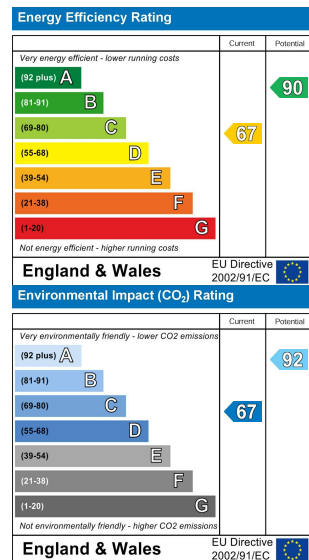 Energy Efficiency Rating
Current Potential
Very energy efficient - lower running costs
(92 plus) A
90
(81-91) B
(69-80) C
67
(55-68) D
(39-54) E
(21-38) F
(1-20) G
Not energy efficient - higher running costs
England & Wales
EU Directive
2002/91/EC
Environmental Impact (CO₂) Rating
Current Potential
Very environmentally friendly - lower CO2 emissions
(92 plus) A
92
(81-91) B
(69-80) C
67
(55-68) D
(39-54) E
(21-38) F
(1-20) G
Not environmentally friendly - higher CO2 emissions
England & Wales
EU Directive
2002/91/EC